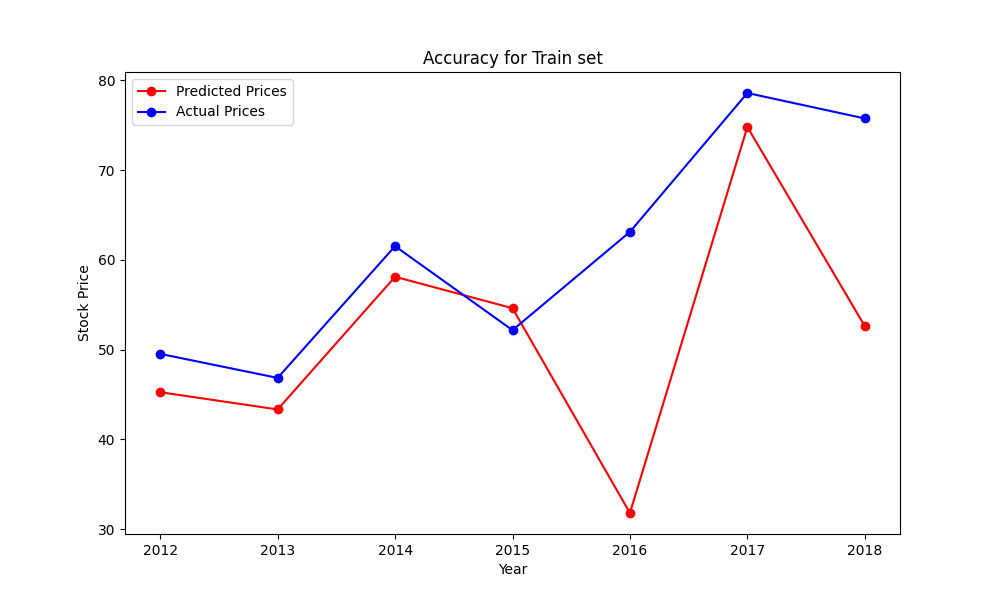 Accuracy for Train set
Predicted Prices
Actual Prices
80
70
60
50
40
30
Stock Price
2012 2013 2014 2015 2016 2017 2018
Year